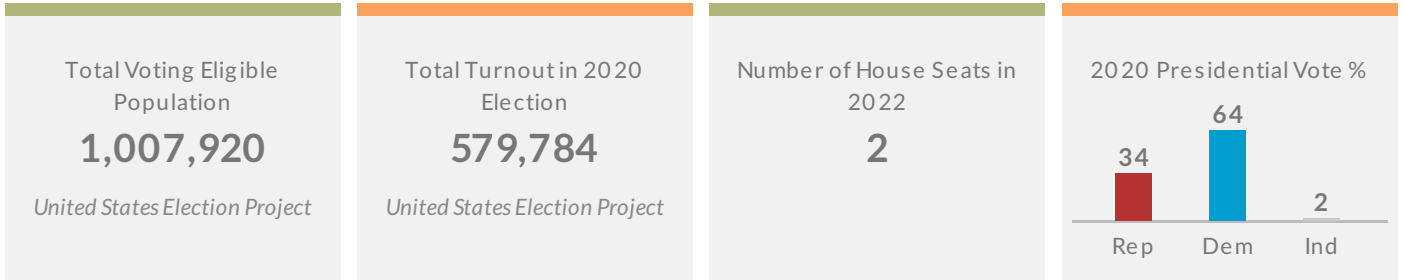 Total Voting Eligible
Population
1,007,920
United States Election Project
Total Turnout in 2020
Election
579,784
United States Election Project
Number of House Seats in
2022
2
2020 Presidential Vote %
64
34
2
Rep Dem Ind